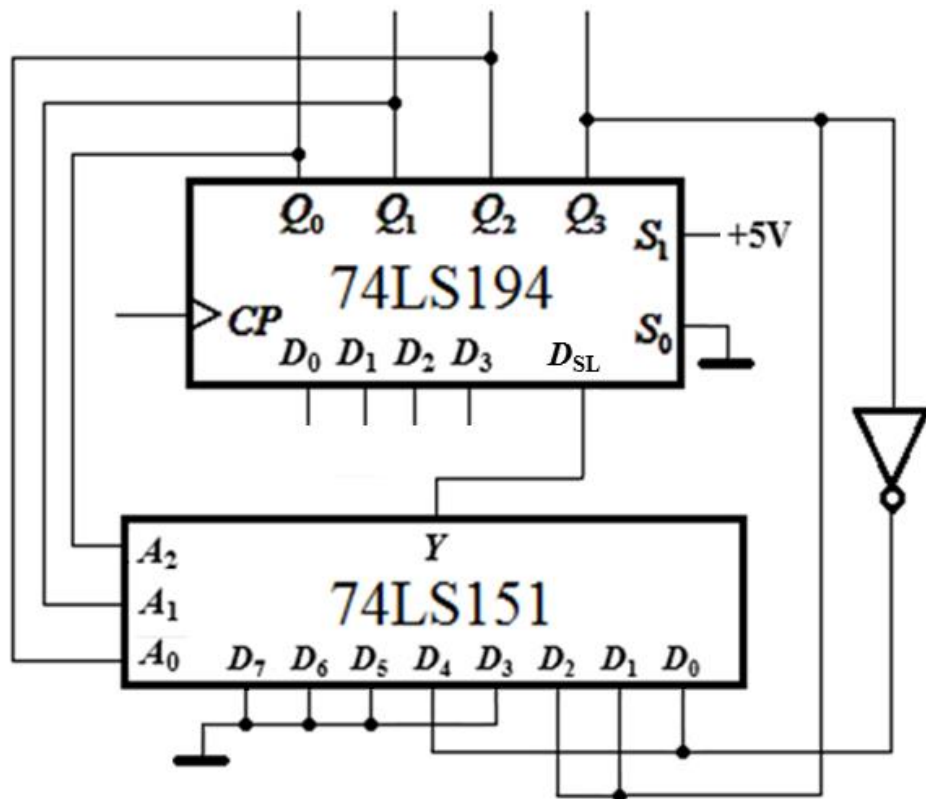 Q0 Q1 Q2 Q3
S1 +5V
74LS194
CP
S0
D0 D1 D2 D3 DSL
A2 Y
A1 74LS151
A0 D7 D6 D5 D4 D3 D2 D1 D0